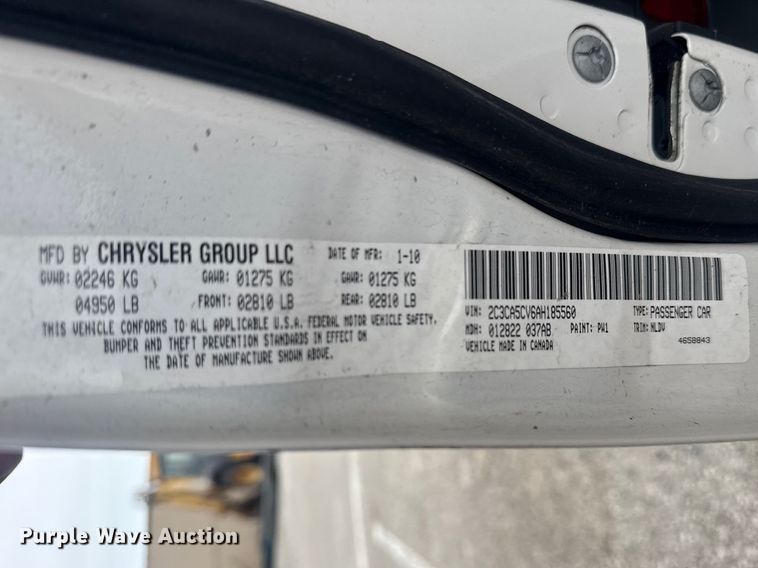 MFD BY CHRYSLER GROUP LLC DATE OF MFR: 1-10
GVWR: 02246 KG GAWR: 01275 KG GAWR: 01275 KG
04950 LB FRONT: 02810 LB REAR: 02810 LB
THIS VEHICLE CONFORMS TO ALL APPLICABLE U.S.A. FEDERAL MOTOR VEHICLE SAFETY,
BUMPER AND THEFT PREVENTION STANDARDS IN EFFECT ON
THE DATE OF MANUFACTURE SHOWN ABOVE.
VIN: 2C3CA5CV6AH185560 TYPE: PASSENGER CAR
MDH: 012822 037AB PAINT: PW1 TRIM: NLDV
VEHICLE MADE IN CANADA 4658843
Purple Wave Auction